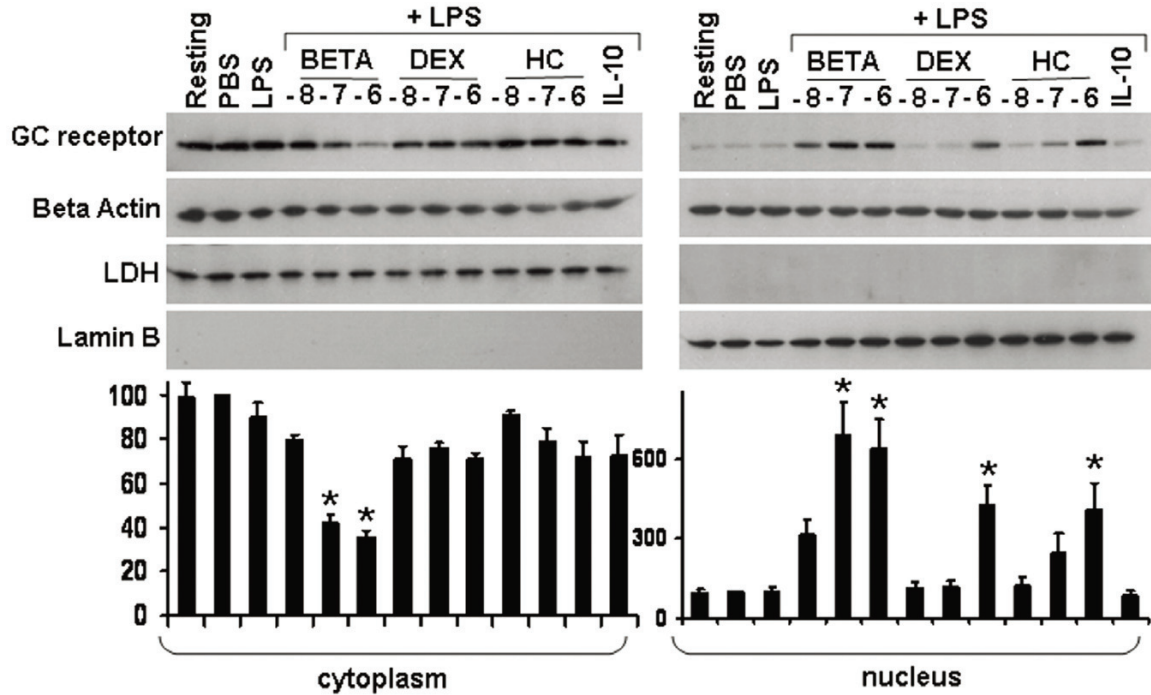 + LPS + LPS
Resting PBS LPS BETA DEX HC IL-10 Resting PBS LPS BETA DEX HC IL-10
-8 -7 -6 -8 -7 -6 -8 -7 -6 -8 -7 -6 -8 -7 -6 -8 -7 -6
GC receptor
Beta Actin
LDH
Lamin B
100
80
60
40
20
0
* *
600
300
0
* * * *
cytoplasm nucleus